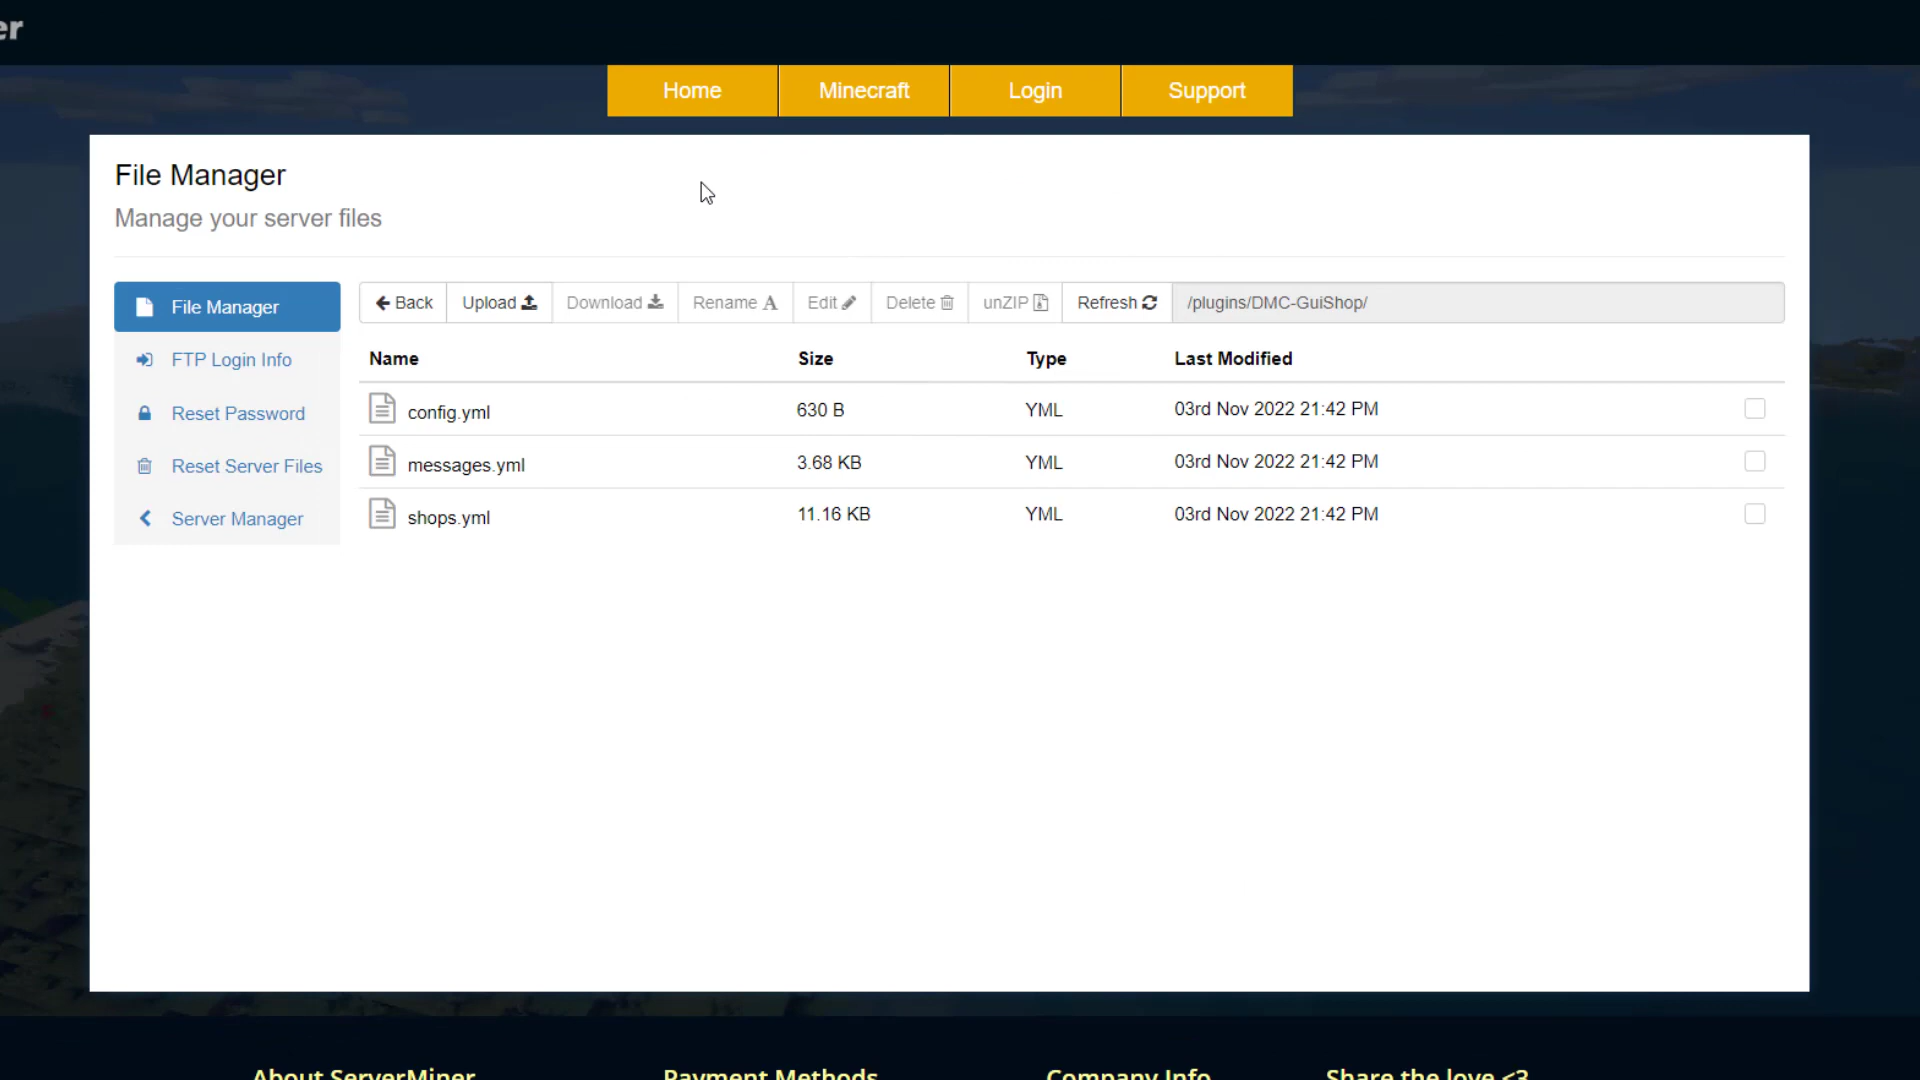 er
Home Minecraft Login Support
File Manager
Manage your server files
File Manager
FTP Login Info
Reset Password
Reset Server Files
Server Manager
Back Upload Download Rename Edit Delete unZIP Refresh /plugins/DMC-GuiShop/
Name Size Type Last Modified
config.yml 630 B YML 03rd Nov 2022 21:42 PM
messages.yml 3.68 KB YML 03rd Nov 2022 21:42 PM
shops.yml 11.16 KB YML 03rd Nov 2022 21:42 PM
About ServerMiner Payment Methods Company Info Share the love <3